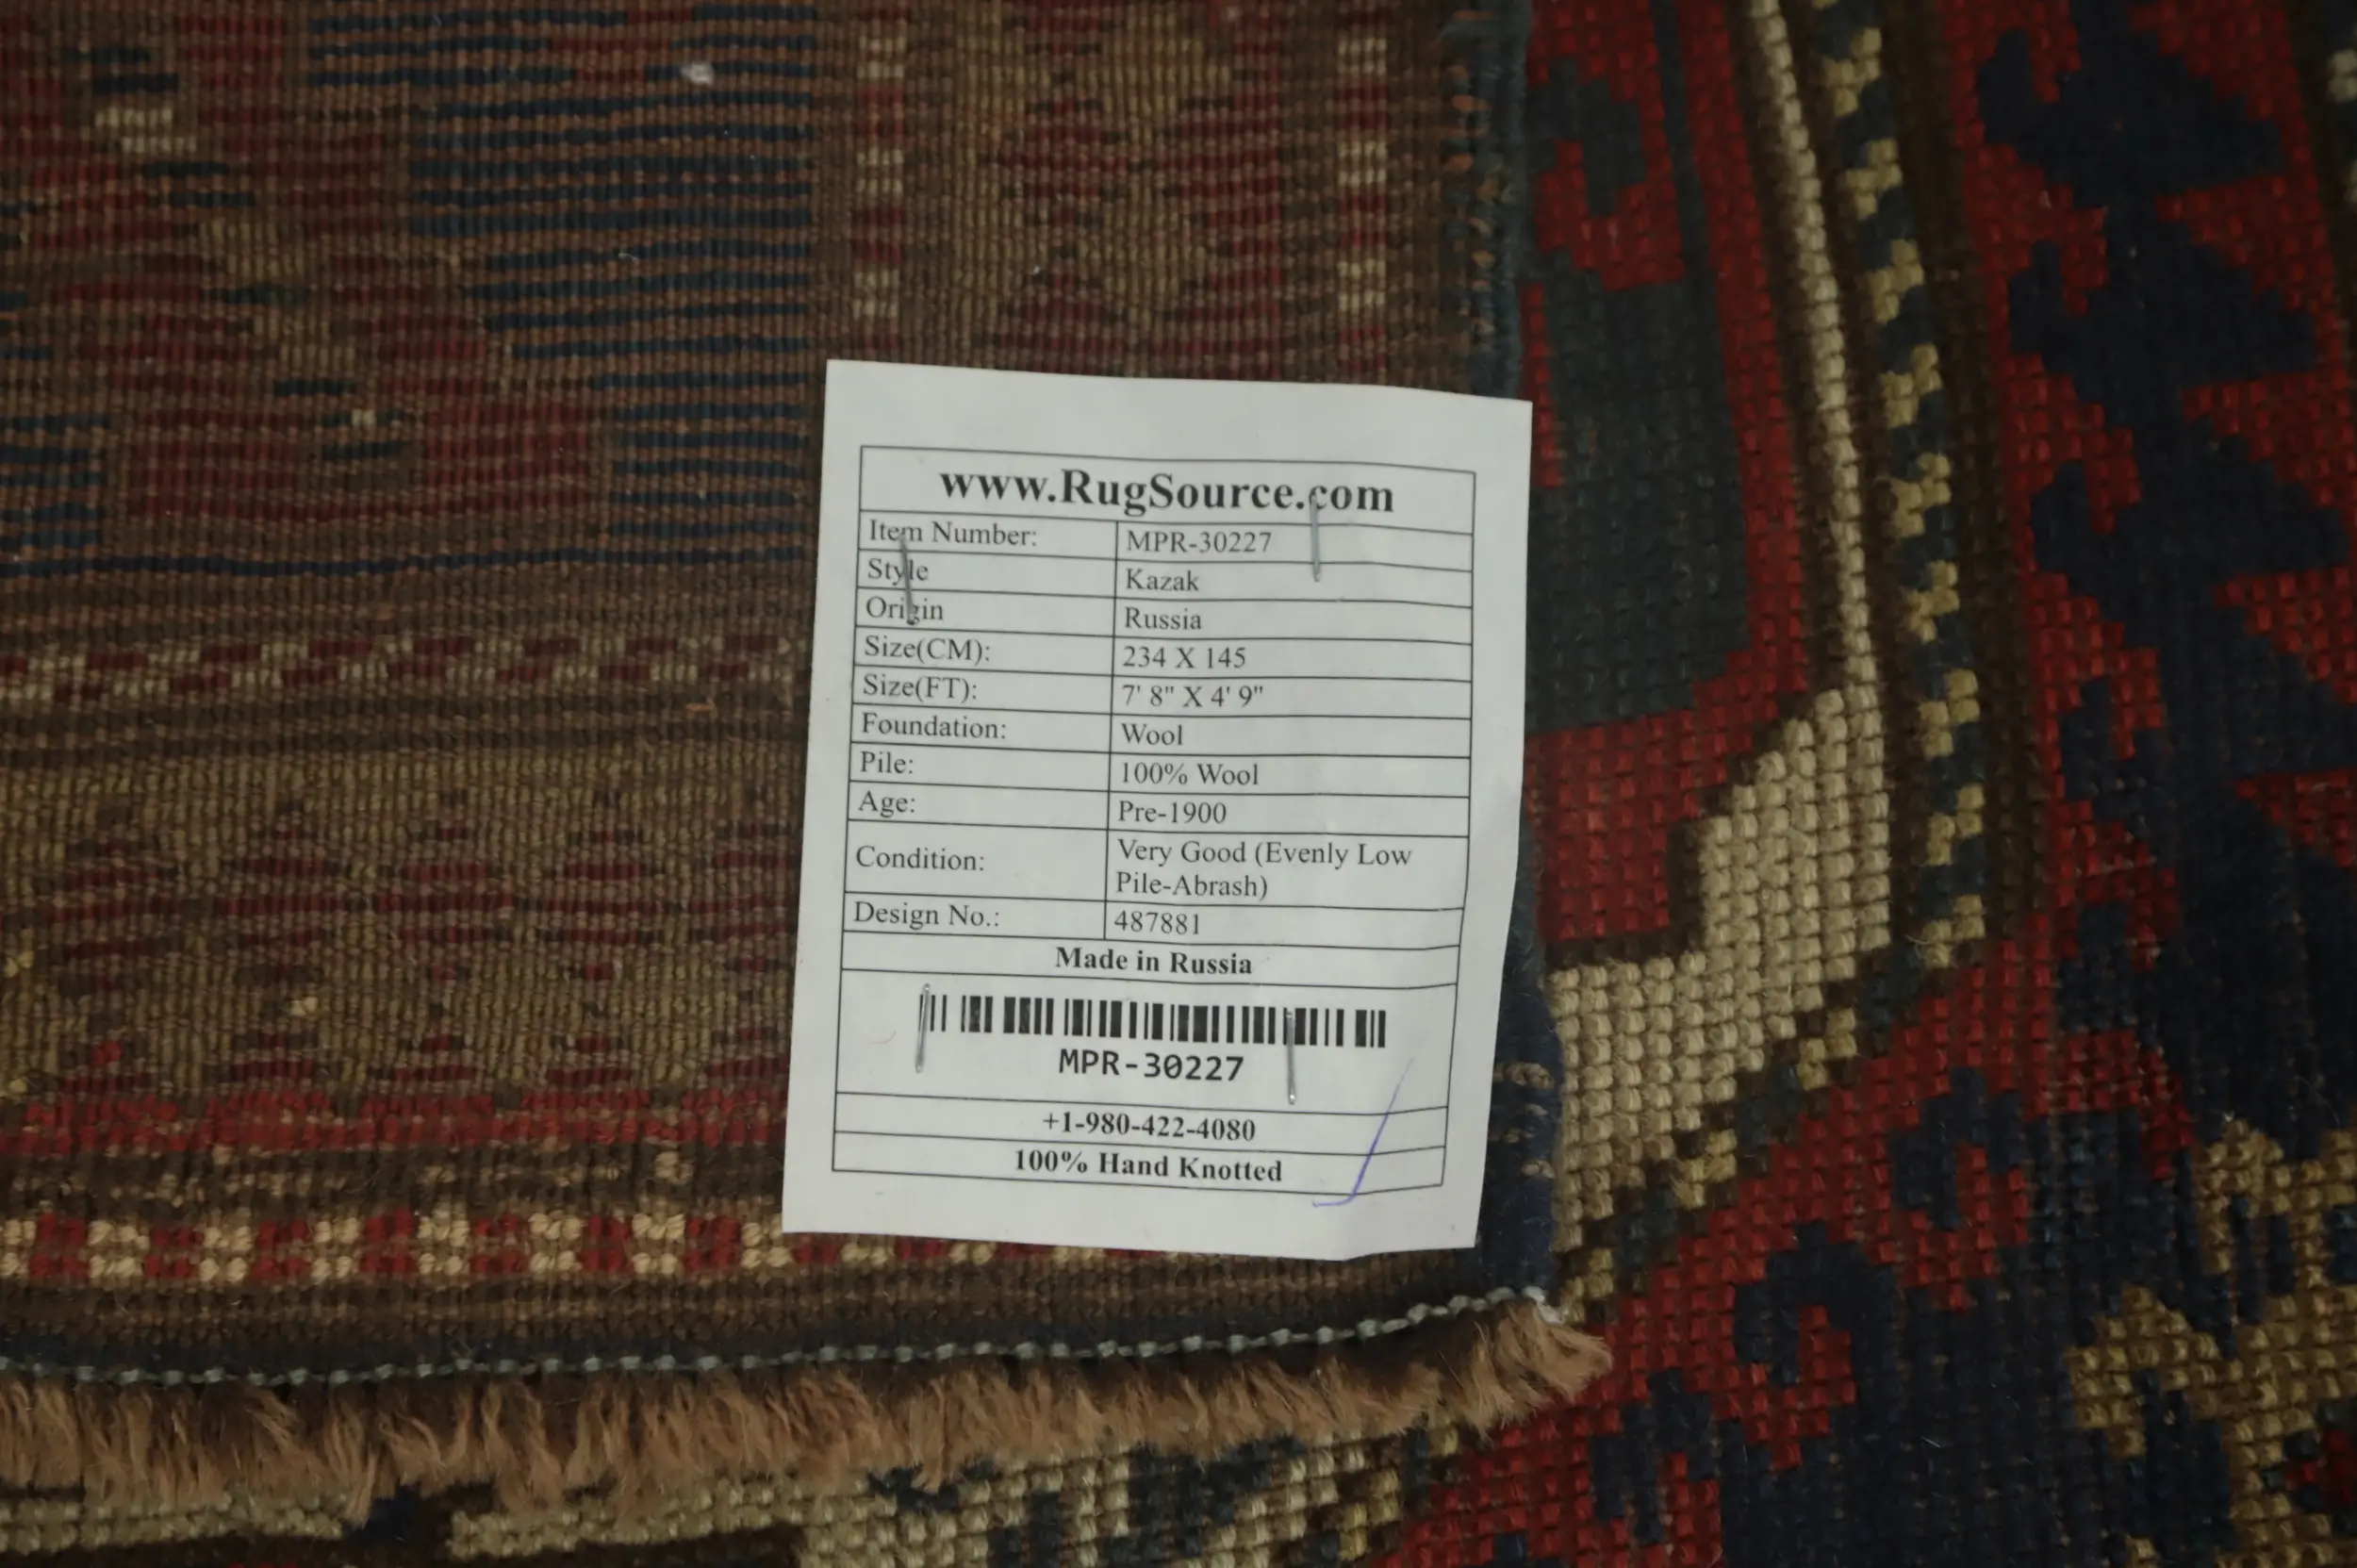 www.RugSource.com
Item Number: MPR-30227
Style Kazak
Origin Russia
Size(CM): 234 X 145
Size(FT): 7' 8" X 4' 9"
Foundation: Wool
Pile: 100% Wool
Age: Pre-1900
Condition: Very Good (Evenly Low
Pile-Abrash)
Design No.: 487881
Made in Russia
MPR-30227
+1-980-422-4080
100% Hand Knotted